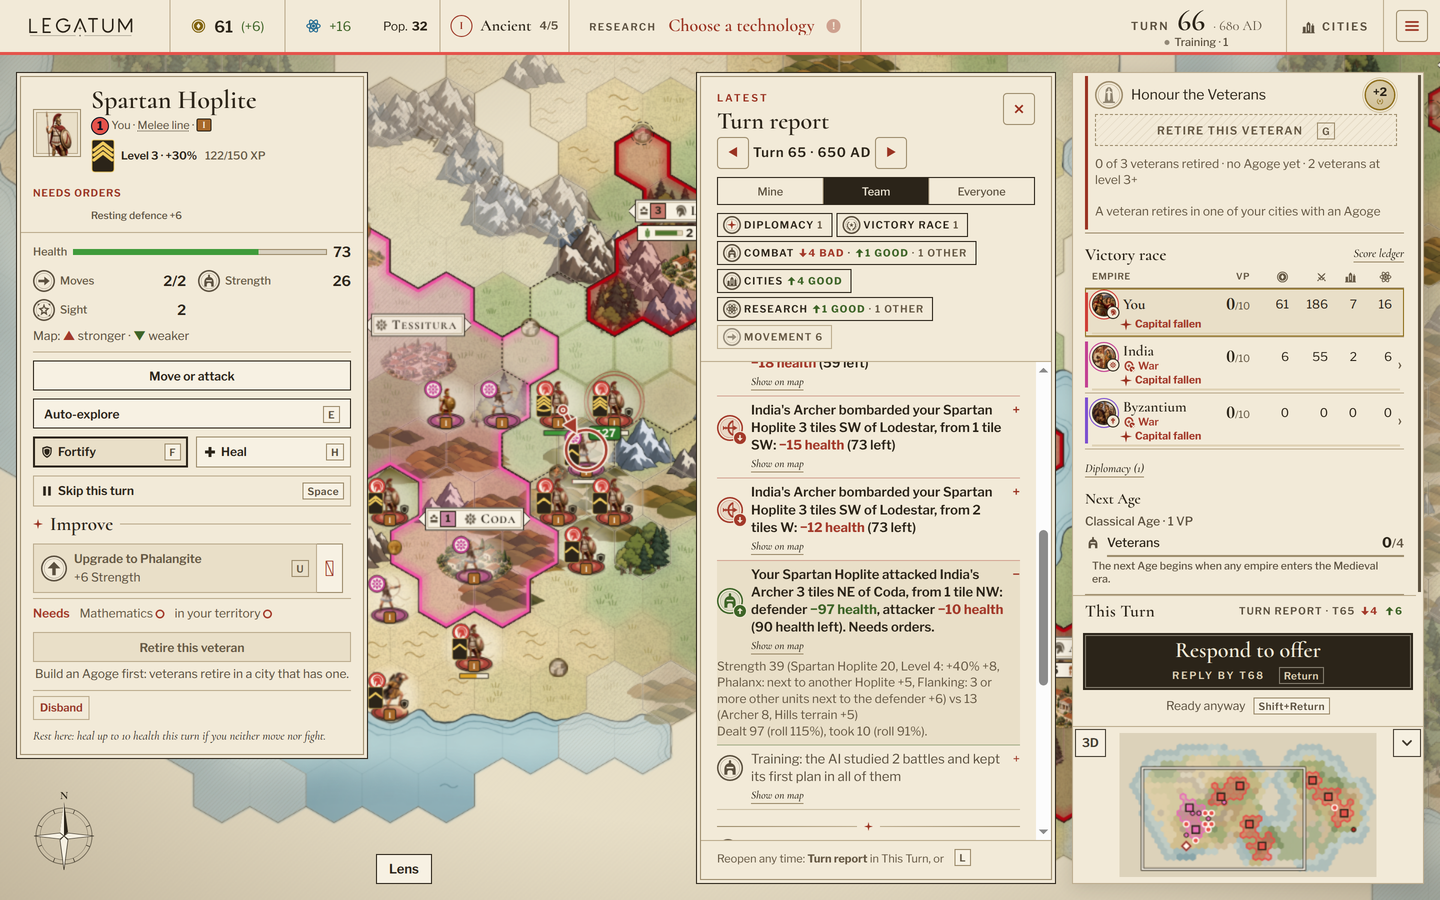 LEGATUM
61 (+6)
+16
Pop. 32
I Ancient 4/5
RESEARCH Choose a technology !
TURN 66 · 680 AD
Training · 1
CITIES
Spartan Hoplite
1 You · Melee line · I
Level 3 · +30% 122/150 XP
NEEDS ORDERS
Resting defence +6
Health 73
Moves 2/2 Strength 26
Sight 2
Map: stronger · weaker
Move or attack
Auto-explore E
Fortify F Heal H
Skip this turn Space
Improve
Upgrade to Phalangite U
+6 Strength
Needs Mathematics in your territory
Retire this veteran
Build an Agoge first: veterans retire in a city that has one.
Disband
Rest here: heal up to 10 health this turn if you neither move nor fight.
N
3
2
TESSITURA
27
1 CODA
Lens
LATEST
Turn report
Turn 65 · 650 AD
Mine Team Everyone
DIPLOMACY 1 VICTORY RACE 1
COMBAT 4 BAD · 1 GOOD · 1 OTHER
CITIES 4 GOOD
RESEARCH 1 GOOD · 1 OTHER
MOVEMENT 6
−18 health (59 left)
Show on map
India's Archer bombarded your Spartan +
Hoplite 3 tiles SW of Lodestar, from 1 tile
SW: −15 health (73 left)
Show on map
India's Archer bombarded your Spartan +
Hoplite 3 tiles SW of Lodestar, from 2
tiles W: −12 health (73 left)
Show on map
Your Spartan Hoplite attacked India's −
Archer 3 tiles NE of Coda, from 1 tile NW:
defender −97 health, attacker −10 health
(90 health left). Needs orders.
Show on map
Strength 39 (Spartan Hoplite 20, Level 4: +40% +8,
Phalanx: next to another Hoplite +5, Flanking: 3 or
more other units next to the defender +6) vs 13
(Archer 8, Hills terrain +5)
Dealt 97 (roll 115%), took 10 (roll 91%).
Training: the AI studied 2 battles and kept +
its first plan in all of them
Show on map
Reopen any time: Turn report in This Turn, or L
Honour the Veterans +2
RETIRE THIS VETERAN G
0 of 3 veterans retired · no Agoge yet · 2 veterans at
level 3+
A veteran retires in one of your cities with an Agoge
Victory race Score ledger
EMPIRE VP
You 0/10 61 186 7 16
Capital fallen
India 0/10 6 55 2 6 ›
War
Capital fallen
Byzantium 0/10 0 0 0 0 ›
War
Capital fallen
Diplomacy (1)
Next Age
Classical Age · 1 VP
Veterans 0/4
The next Age begins when any empire enters the Medieval
era.
This Turn TURN REPORT · T65 4 6
Respond to offer
REPLY BY T68 Return
Ready anyway Shift+Return
3D